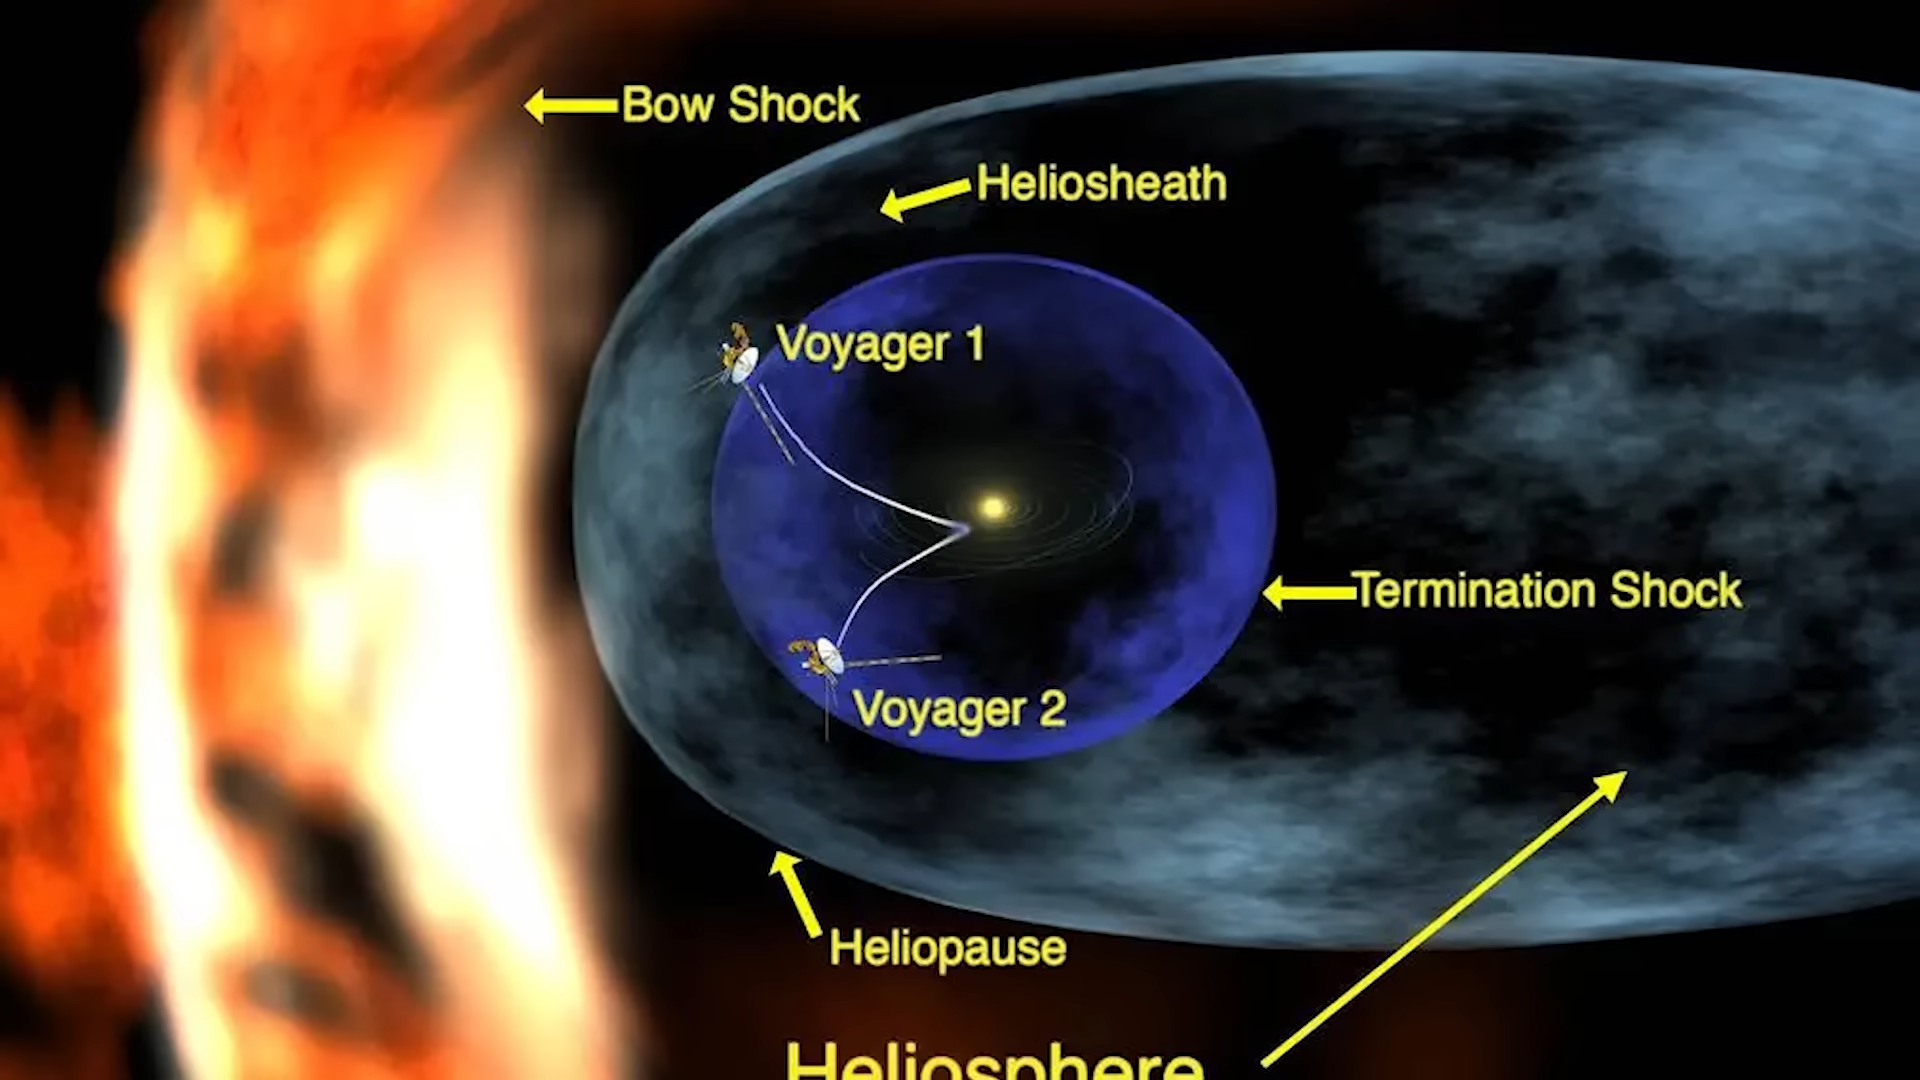 Bow Shock
Heliosheath
Voyager 1
Termination Shock
Voyager 2
Heliopause
Heliosphere